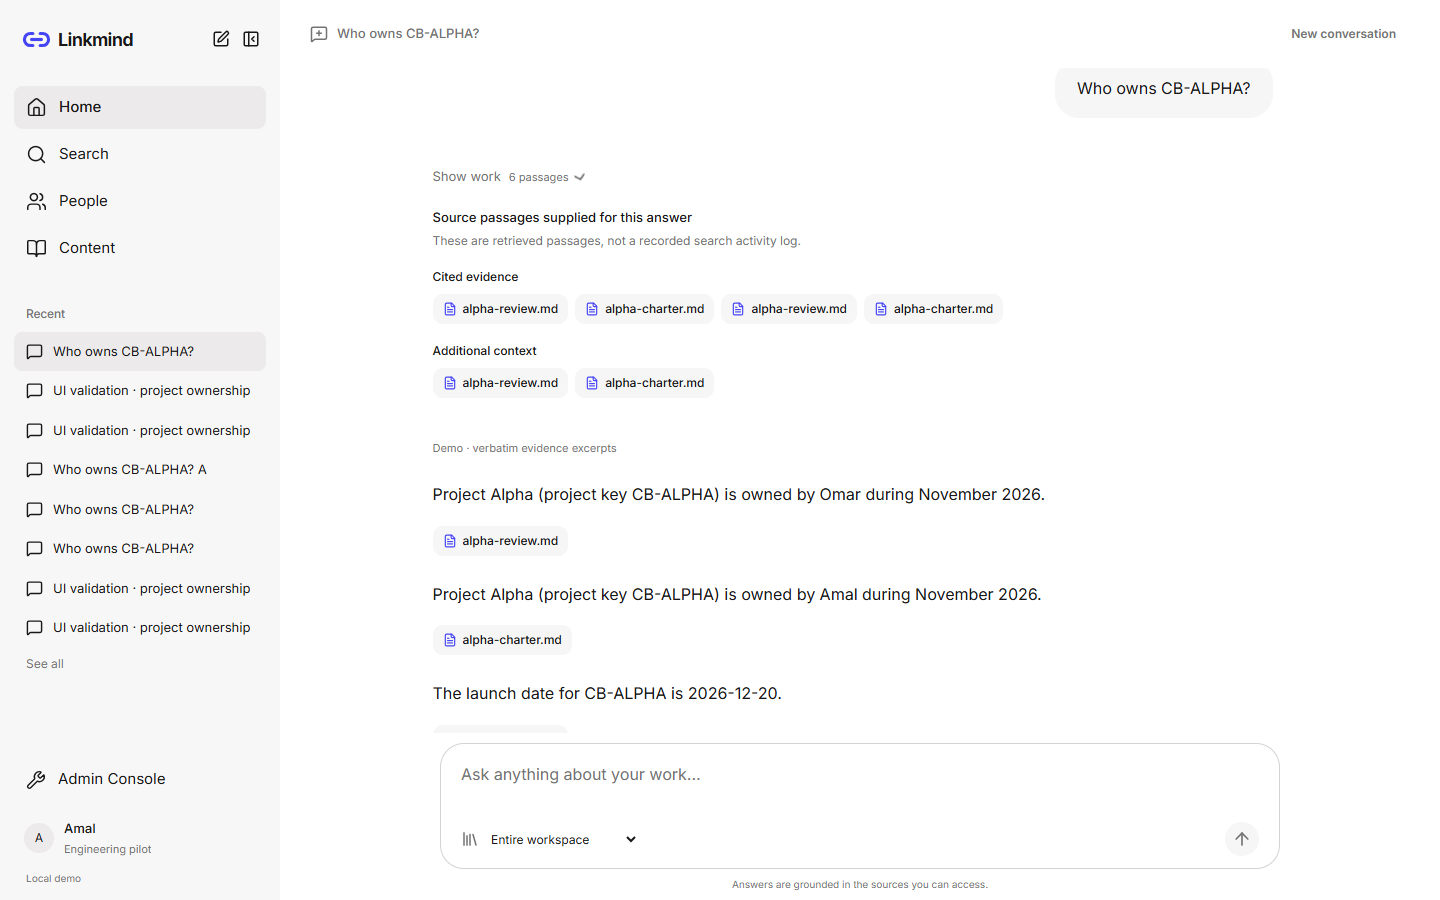 Linkmind
Home
Search
People
Content
Recent
Who owns CB-ALPHA?
UI validation · project ownership
UI validation · project ownership
Who owns CB-ALPHA? A
Who owns CB-ALPHA?
Who owns CB-ALPHA?
UI validation · project ownership
UI validation · project ownership
See all
Admin Console
A
Amal
Engineering pilot
Local demo
Who owns CB-ALPHA?
New conversation
Who owns CB-ALPHA?
Show work 6 passages
Source passages supplied for this answer
These are retrieved passages, not a recorded search activity log.
Cited evidence
alpha-review.md alpha-charter.md alpha-review.md alpha-charter.md
Additional context
alpha-review.md alpha-charter.md
Demo · verbatim evidence excerpts
Project Alpha (project key CB-ALPHA) is owned by Omar during November 2026.
alpha-review.md
Project Alpha (project key CB-ALPHA) is owned by Amal during November 2026.
alpha-charter.md
The launch date for CB-ALPHA is 2026-12-20.
Ask anything about your work...
Entire workspace
Answers are grounded in the sources you can access.